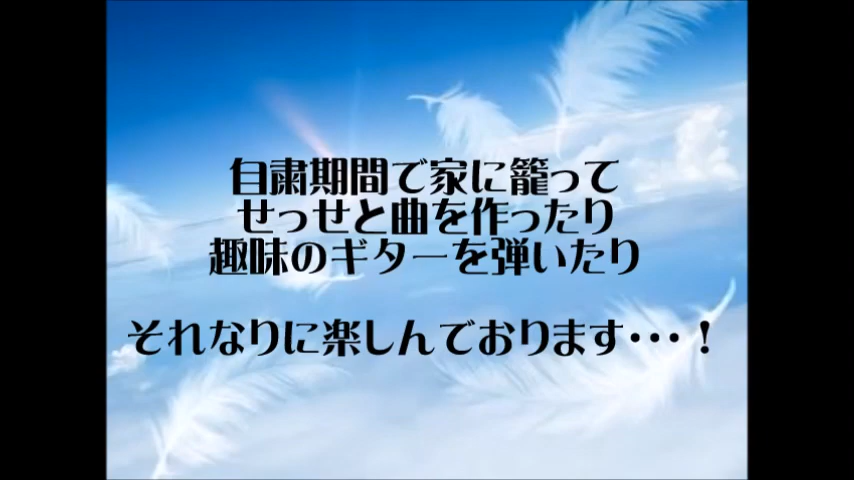 自粛期間で家に籠って
せっせと曲を作ったり
趣味のギターを弾いたり
それなりに楽しんでおります・・・！